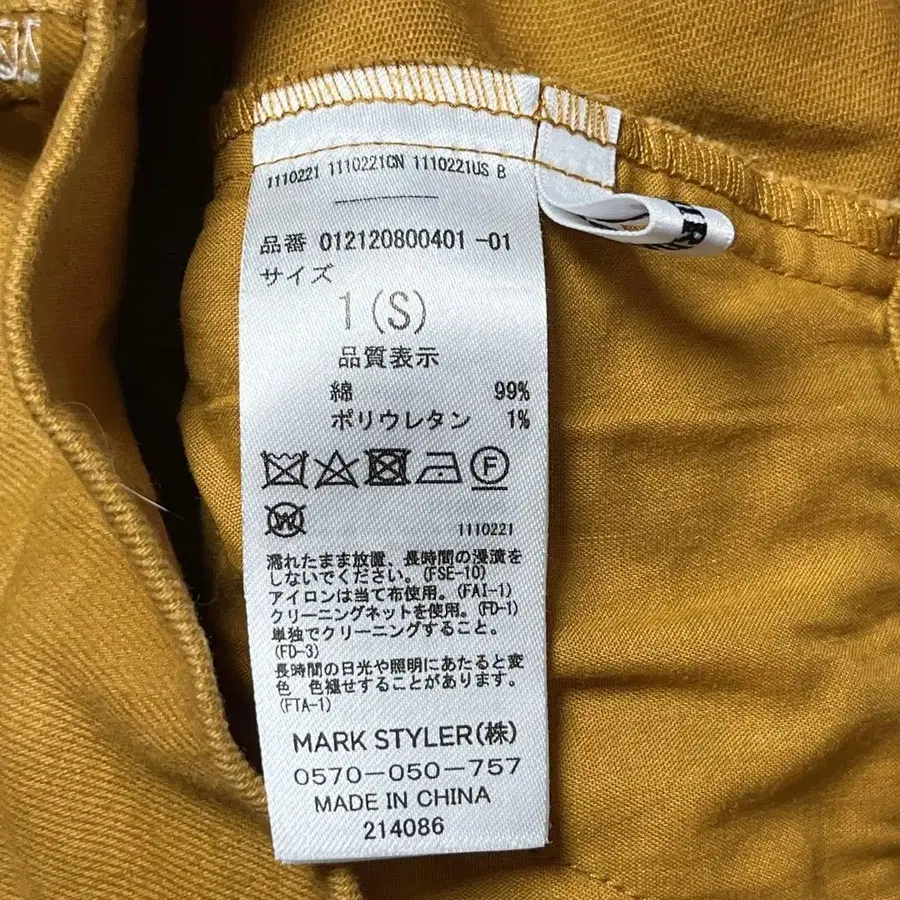 1110221 1110221CN 1110221US B
品番 012120800401 -01
サイズ
1(S)
品質表示
綿 99%
ポリウレタン 1%
F
W
1110221
濡れたまま放置、長時間の浸漬を
しないでください。(FSE-10)
アイロンは当て布使用。(FAI-1)
クリーニングネットを使用。(FD-1)
単独でクリーニングすること。
(FD-3)
長時間の日光や照明にあたると変
色 色褪せすることがあります。
(FTA-1)
MARK STYLER(株)
0570-050-757
MADE IN CHINA
214086